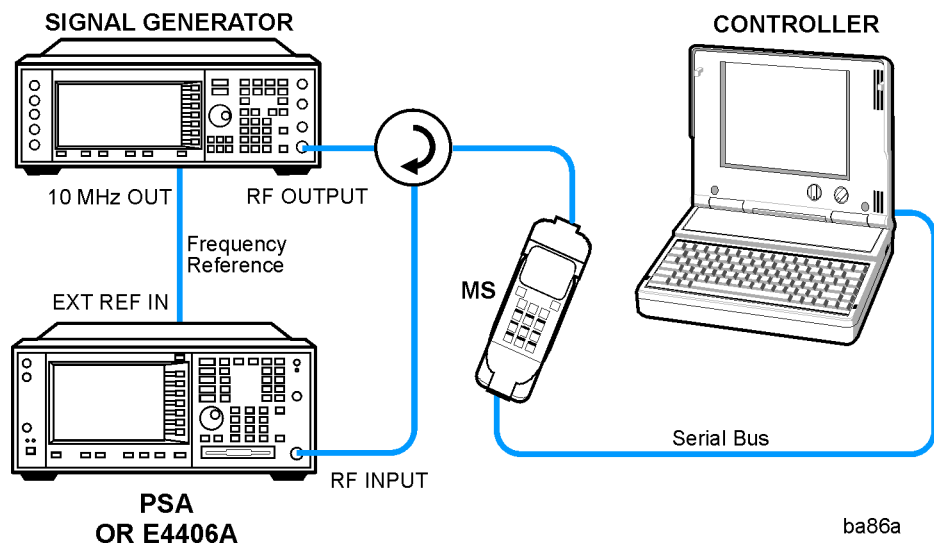 SIGNAL GENERATOR
CONTROLLER
10 MHz OUT
RF OUTPUT
Frequency
Reference
MS
EXT REF IN
Serial Bus
RF INPUT
PSA
OR E4406A
ba86a